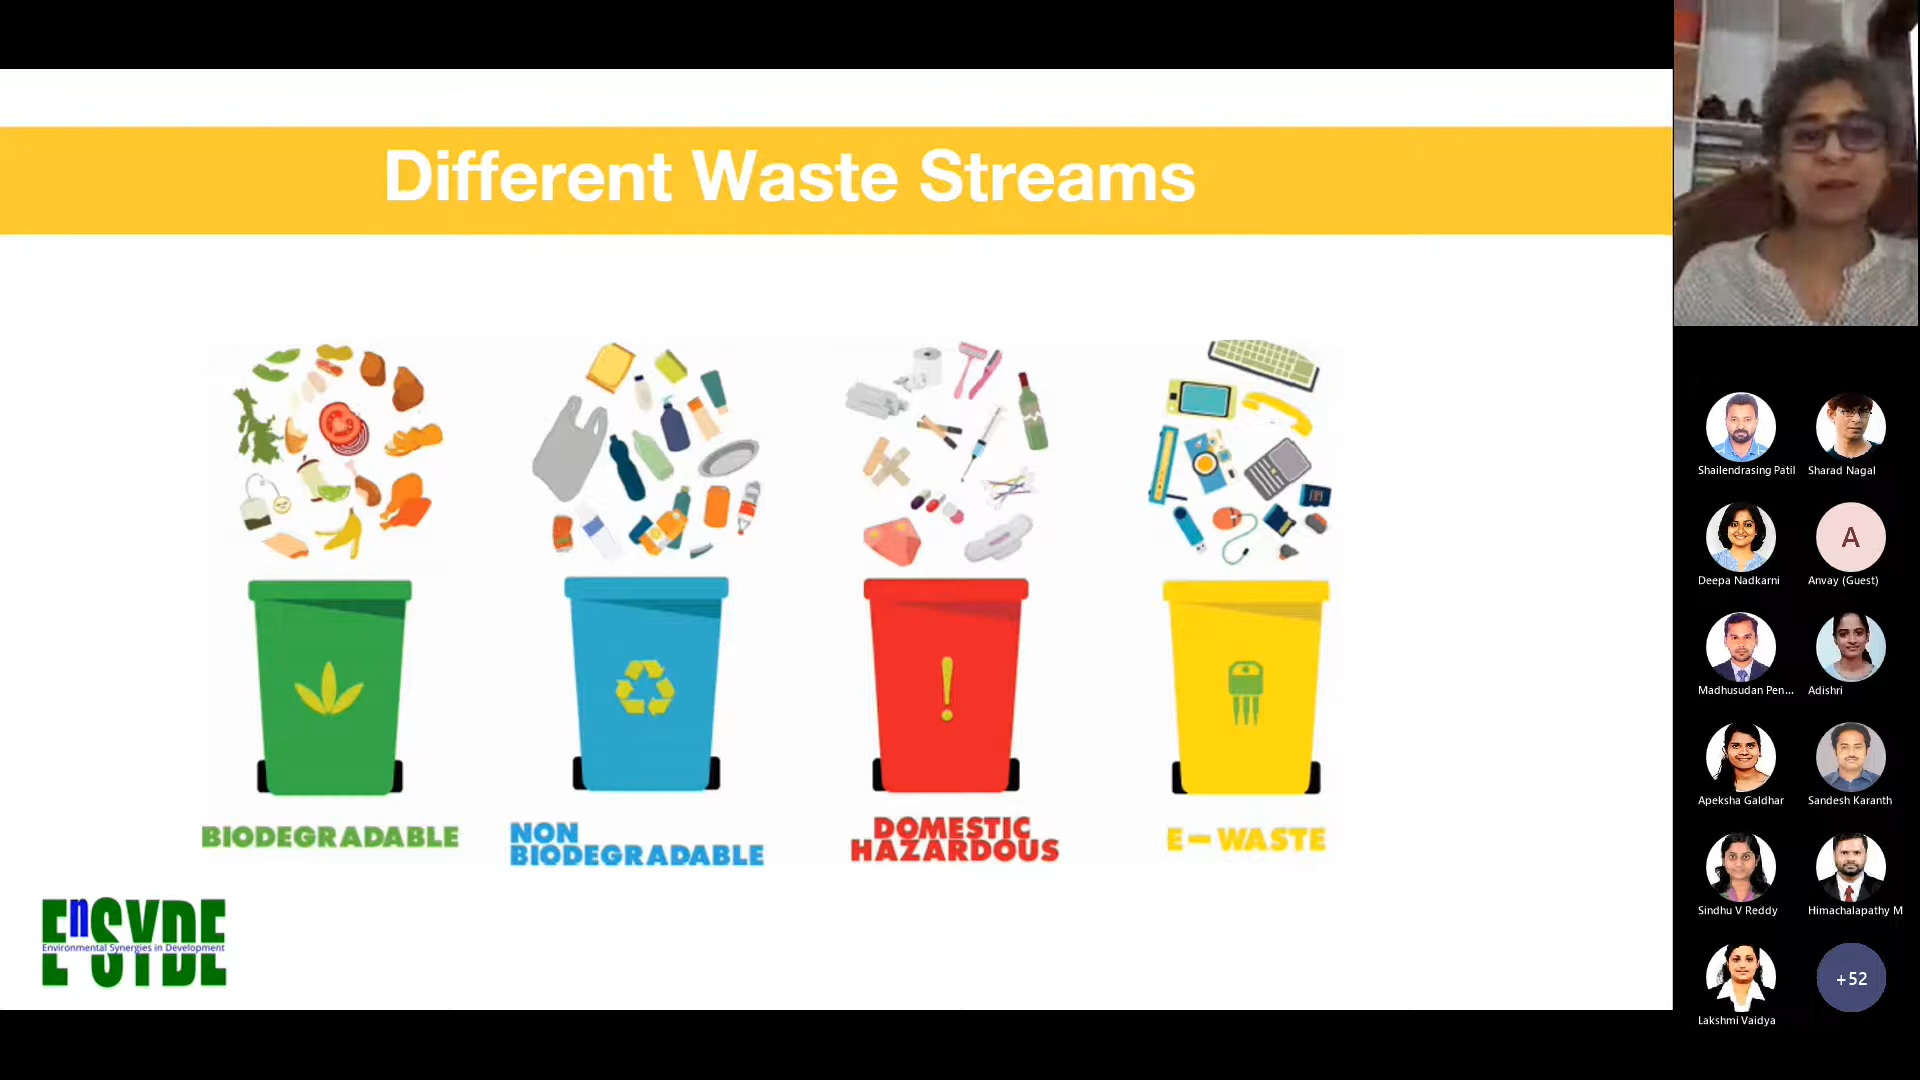 Different Waste Streams
BIODEGRADABLE
NON
BIODEGRADABLE
DOMESTIC
HAZARDOUS
E-WASTE
EnSYDE
Environmental Synergies in Development
Shailendrasing Patil
Sharad Nagal
Deepa Nadkarni
A
Anvay (Guest)
Madhusudan Pen...
Adishri
Apeksha Galdhar
Sandesh Karanth
Sindhu V Reddy
Himachalapathy M
Lakshmi Vaidya
+52